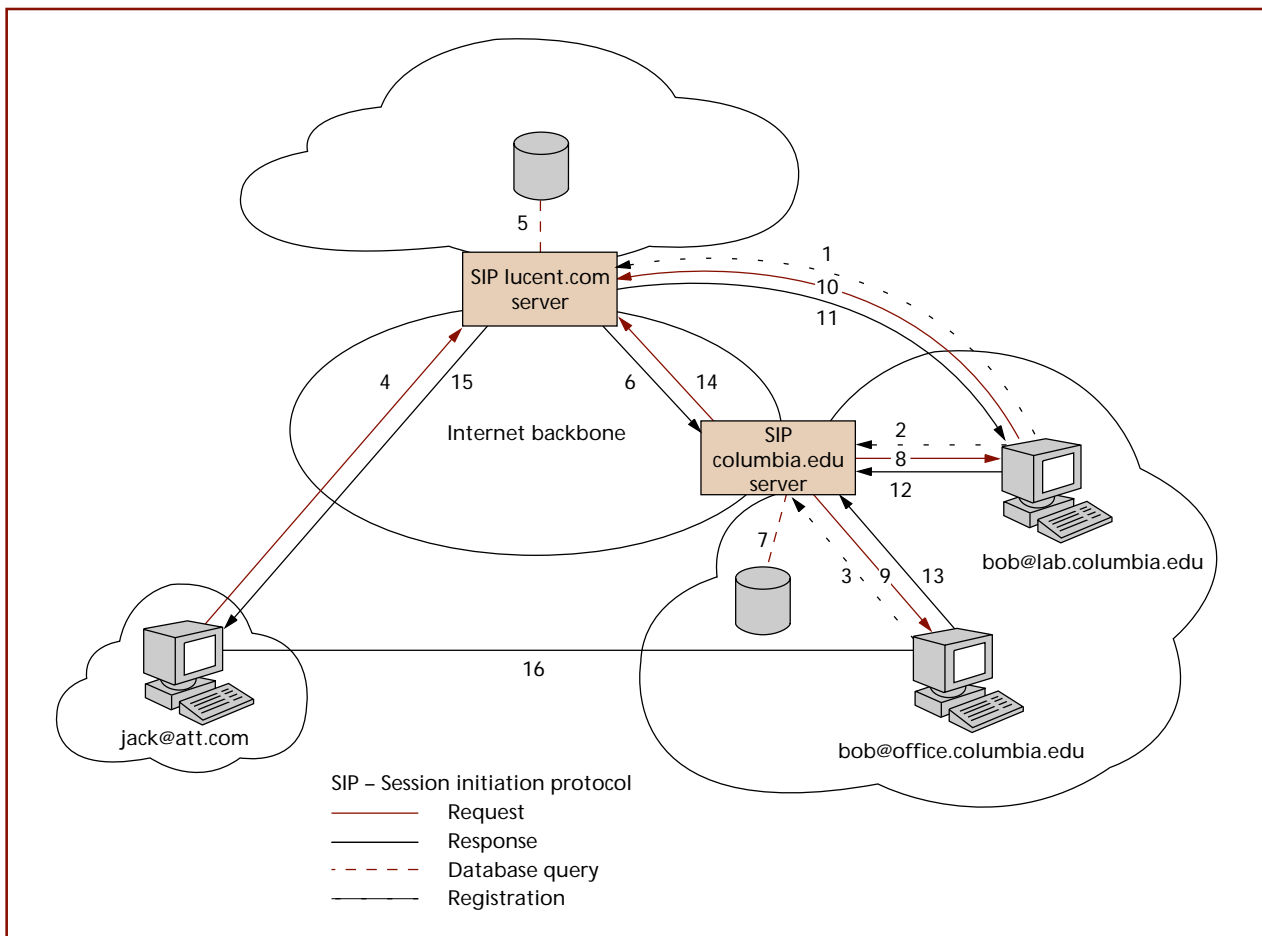 5
SIP lucent.com
server
1
10
11
4
15
6
14
Internet backbone
SIP
columbia.edu
server
2
8
12
7
3
9
13
bob@lab.columbia.edu
16
jack@att.com
bob@office.columbia.edu
SIP – Session initiation protocol
Request
Response
Database query
Registration